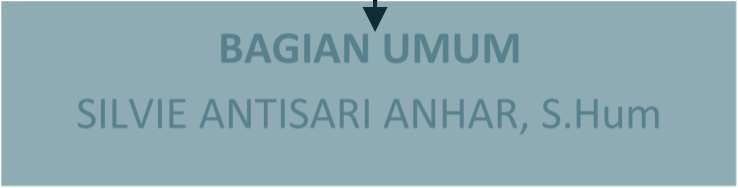 BAGIAN UMUM
SILVIE ANTISARI ANHAR, S.Hum